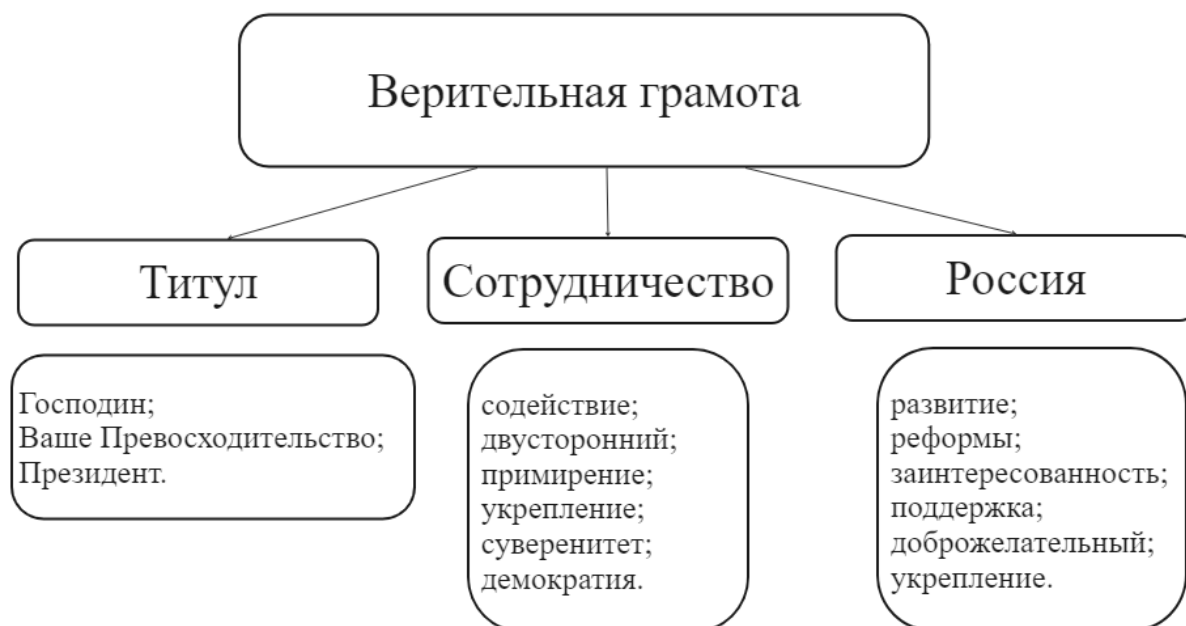 Верительная грамота
Титул
Сотрудничество
Россия
Господин;
Ваше Превосходительство;
Президент.
содействие;
двусторонний;
примирение;
укрепление;
суверенитет;
демократия.
развитие;
реформы;
заинтересованность;
поддержка;
доброжелательный;
укрепление.